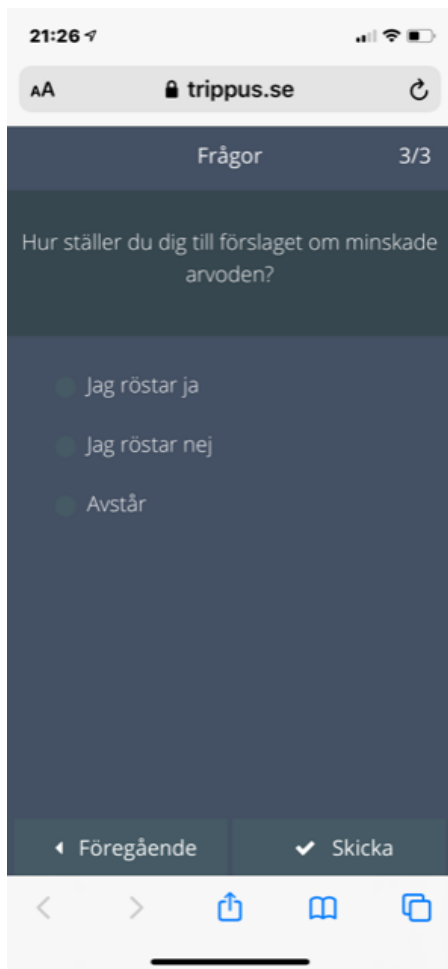 21:26
AA trippus.se
Frågor 3/3
Hur ställer du dig till förslaget om minskade
arvoden?
Jag röstar ja
Jag röstar nej
Avstår
Föregående Skicka